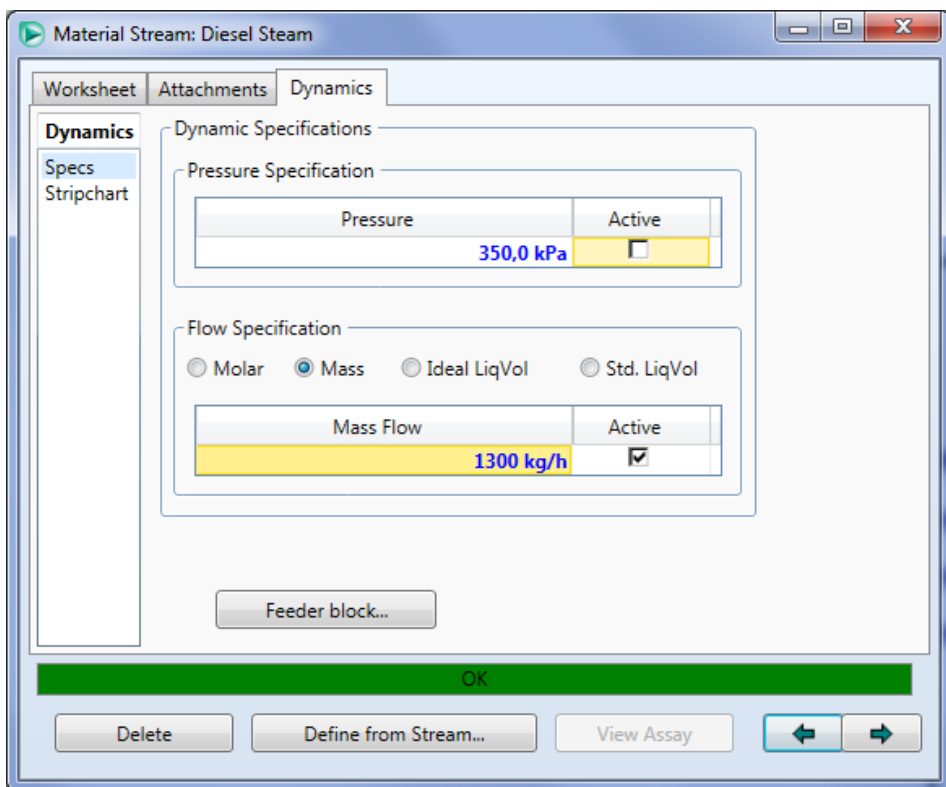 Material Stream: Diesel Steam
Worksheet Attachments Dynamics
Dynamics
Specs
Stripchart
Dynamic Specifications
Pressure Specification
Pressure Active
350,0 kPa
Flow Specification
Molar Mass Ideal LiqVol Std. LiqVol
Mass Flow Active
1300 kg/h
Feeder block...
OK
Delete Define from Stream... View Assay